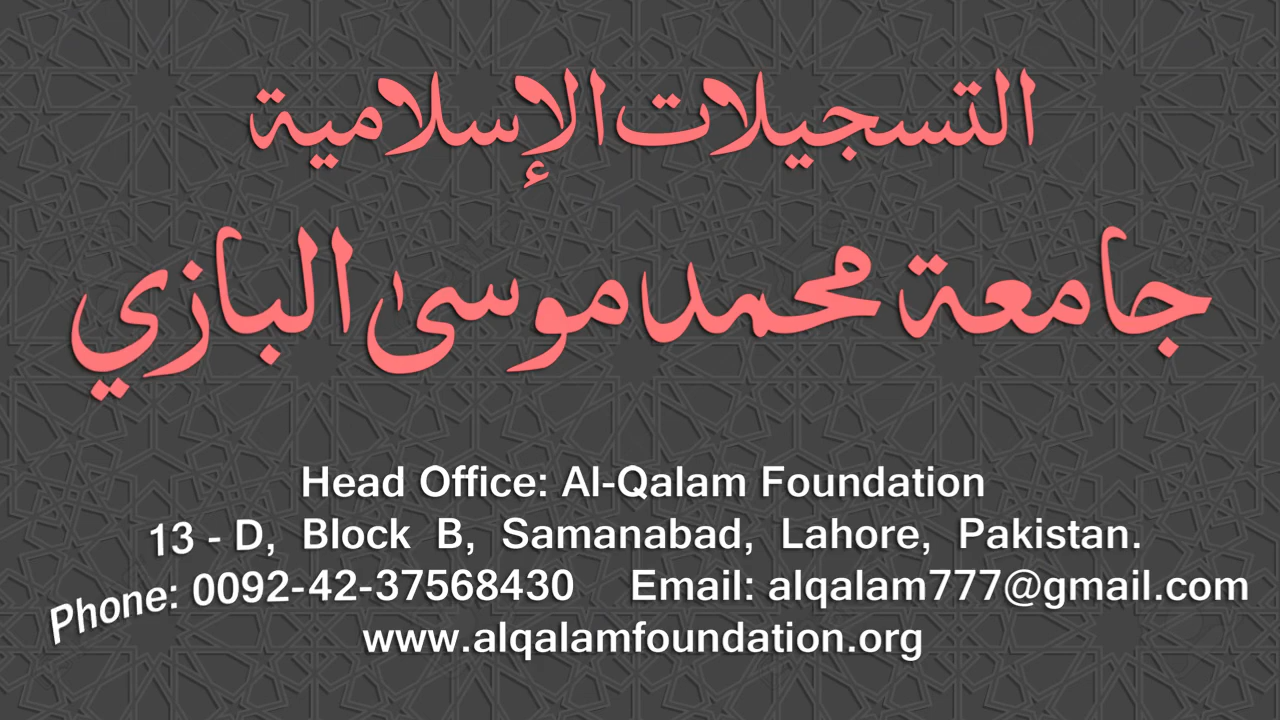 التسجيلات الإسلامية
جامعة محمد موسىٰ البازي
Head Office: Al-Qalam Foundation
13 - D, Block B, Samanabad, Lahore, Pakistan.
Phone: 0092-42-37568430 Email: alqalam777@gmail.com
www.alqalamfoundation.org